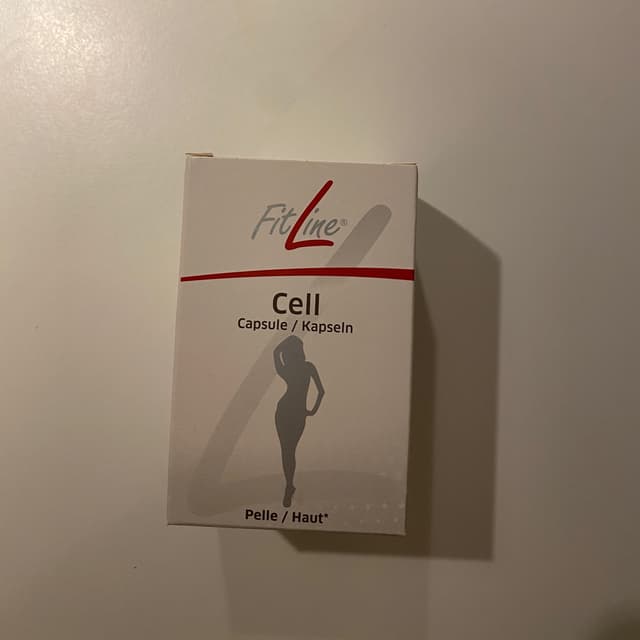 FitLine®
Cell
Capsule / Kapseln
Pelle / Haut*